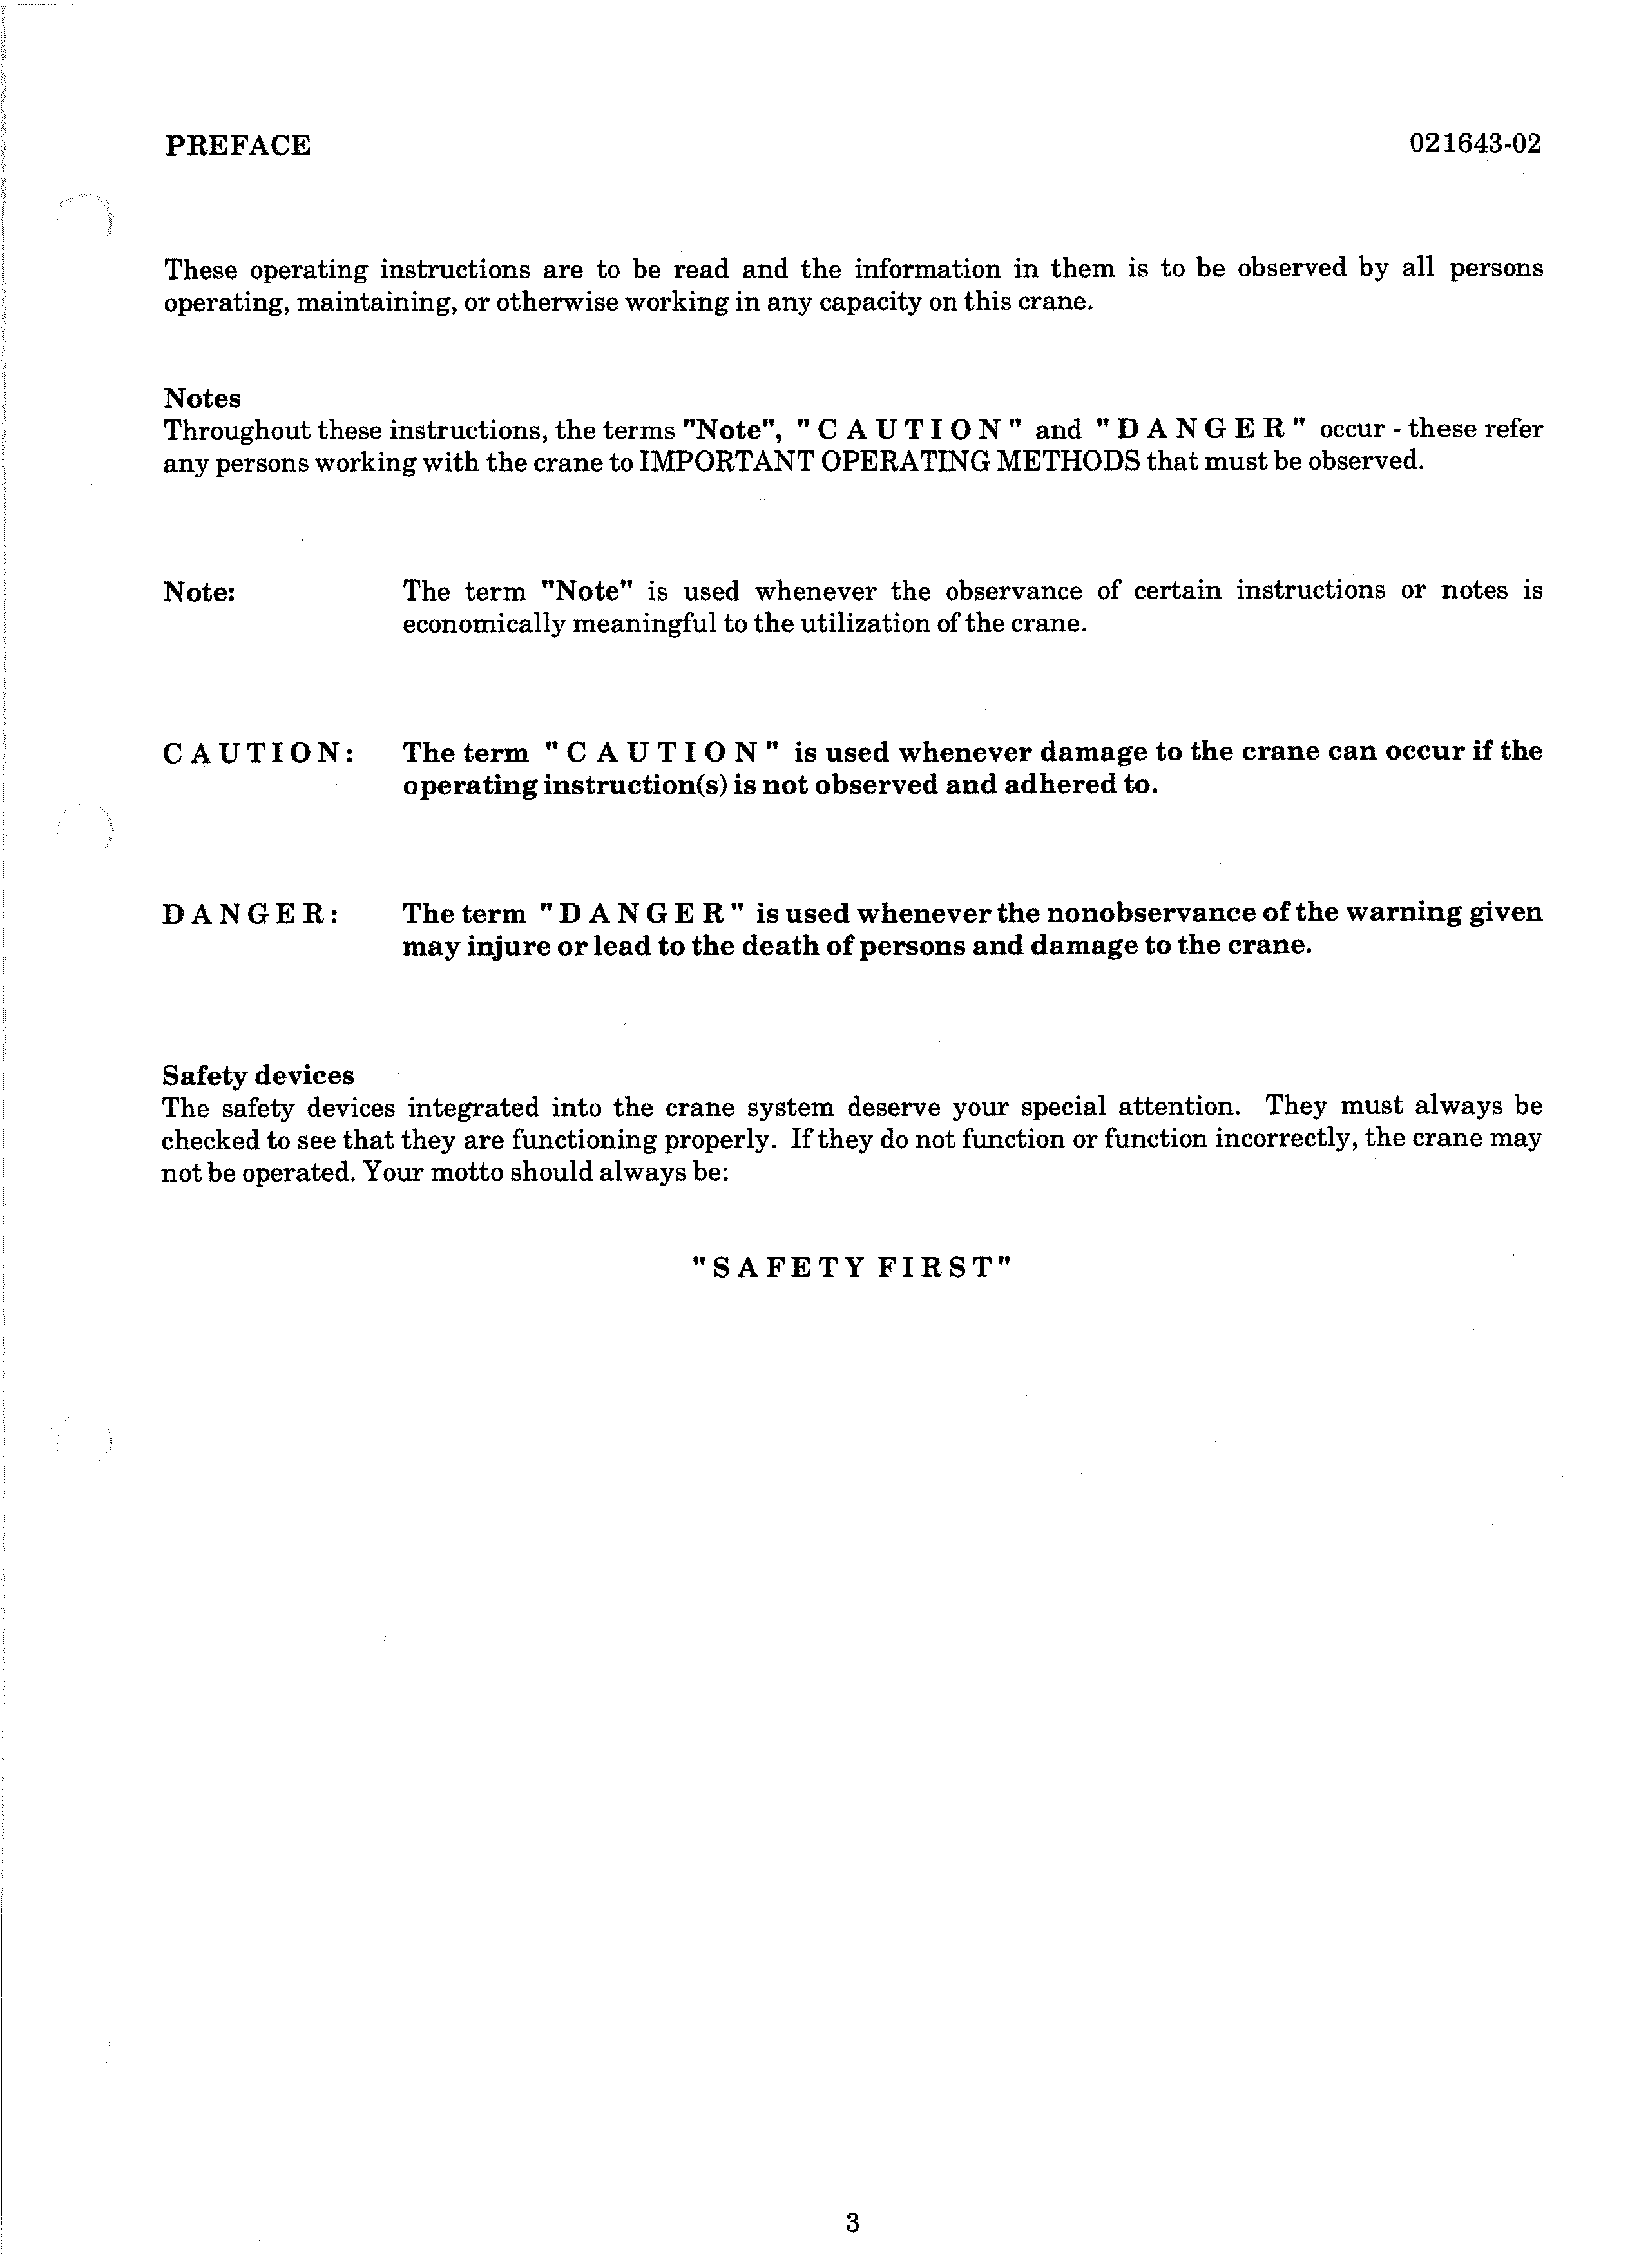 PREFACE 021643-02
These operating instructions are to be read and the information in them is to be observed by all persons
operating, maintaining, or otherwise working in any capacity on this crane.
Notes
Throughout these instructions, the terms "Note", "C A U T I O N" and "D A N G E R" occur - these refer
any persons working with the crane to IMPORTANT OPERATING METHODS that must be observed.
Note: The term "Note" is used whenever the observance of certain instructions or notes is
economically meaningful to the utilization of the crane.
C A U T I O N: The term "C A U T I O N" is used whenever damage to the crane can occur if the
operating instruction(s) is not observed and adhered to.
D A N G E R: The term "D A N G E R" is used whenever the nonobservance of the warning given
may injure or lead to the death of persons and damage to the crane.
Safety devices
The safety devices integrated into the crane system deserve your special attention. They must always be
checked to see that they are functioning properly. If they do not function or function incorrectly, the crane may
not be operated. Your motto should always be:
"S A F E T Y F I R S T"
3